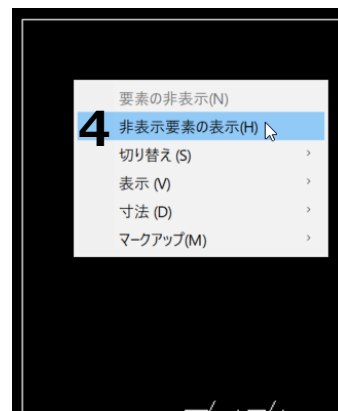 要素の非表示(N)
4 非表示要素の表示(H)
切り替え (S)
表示 (V)
寸法 (D)
マークアップ(M)